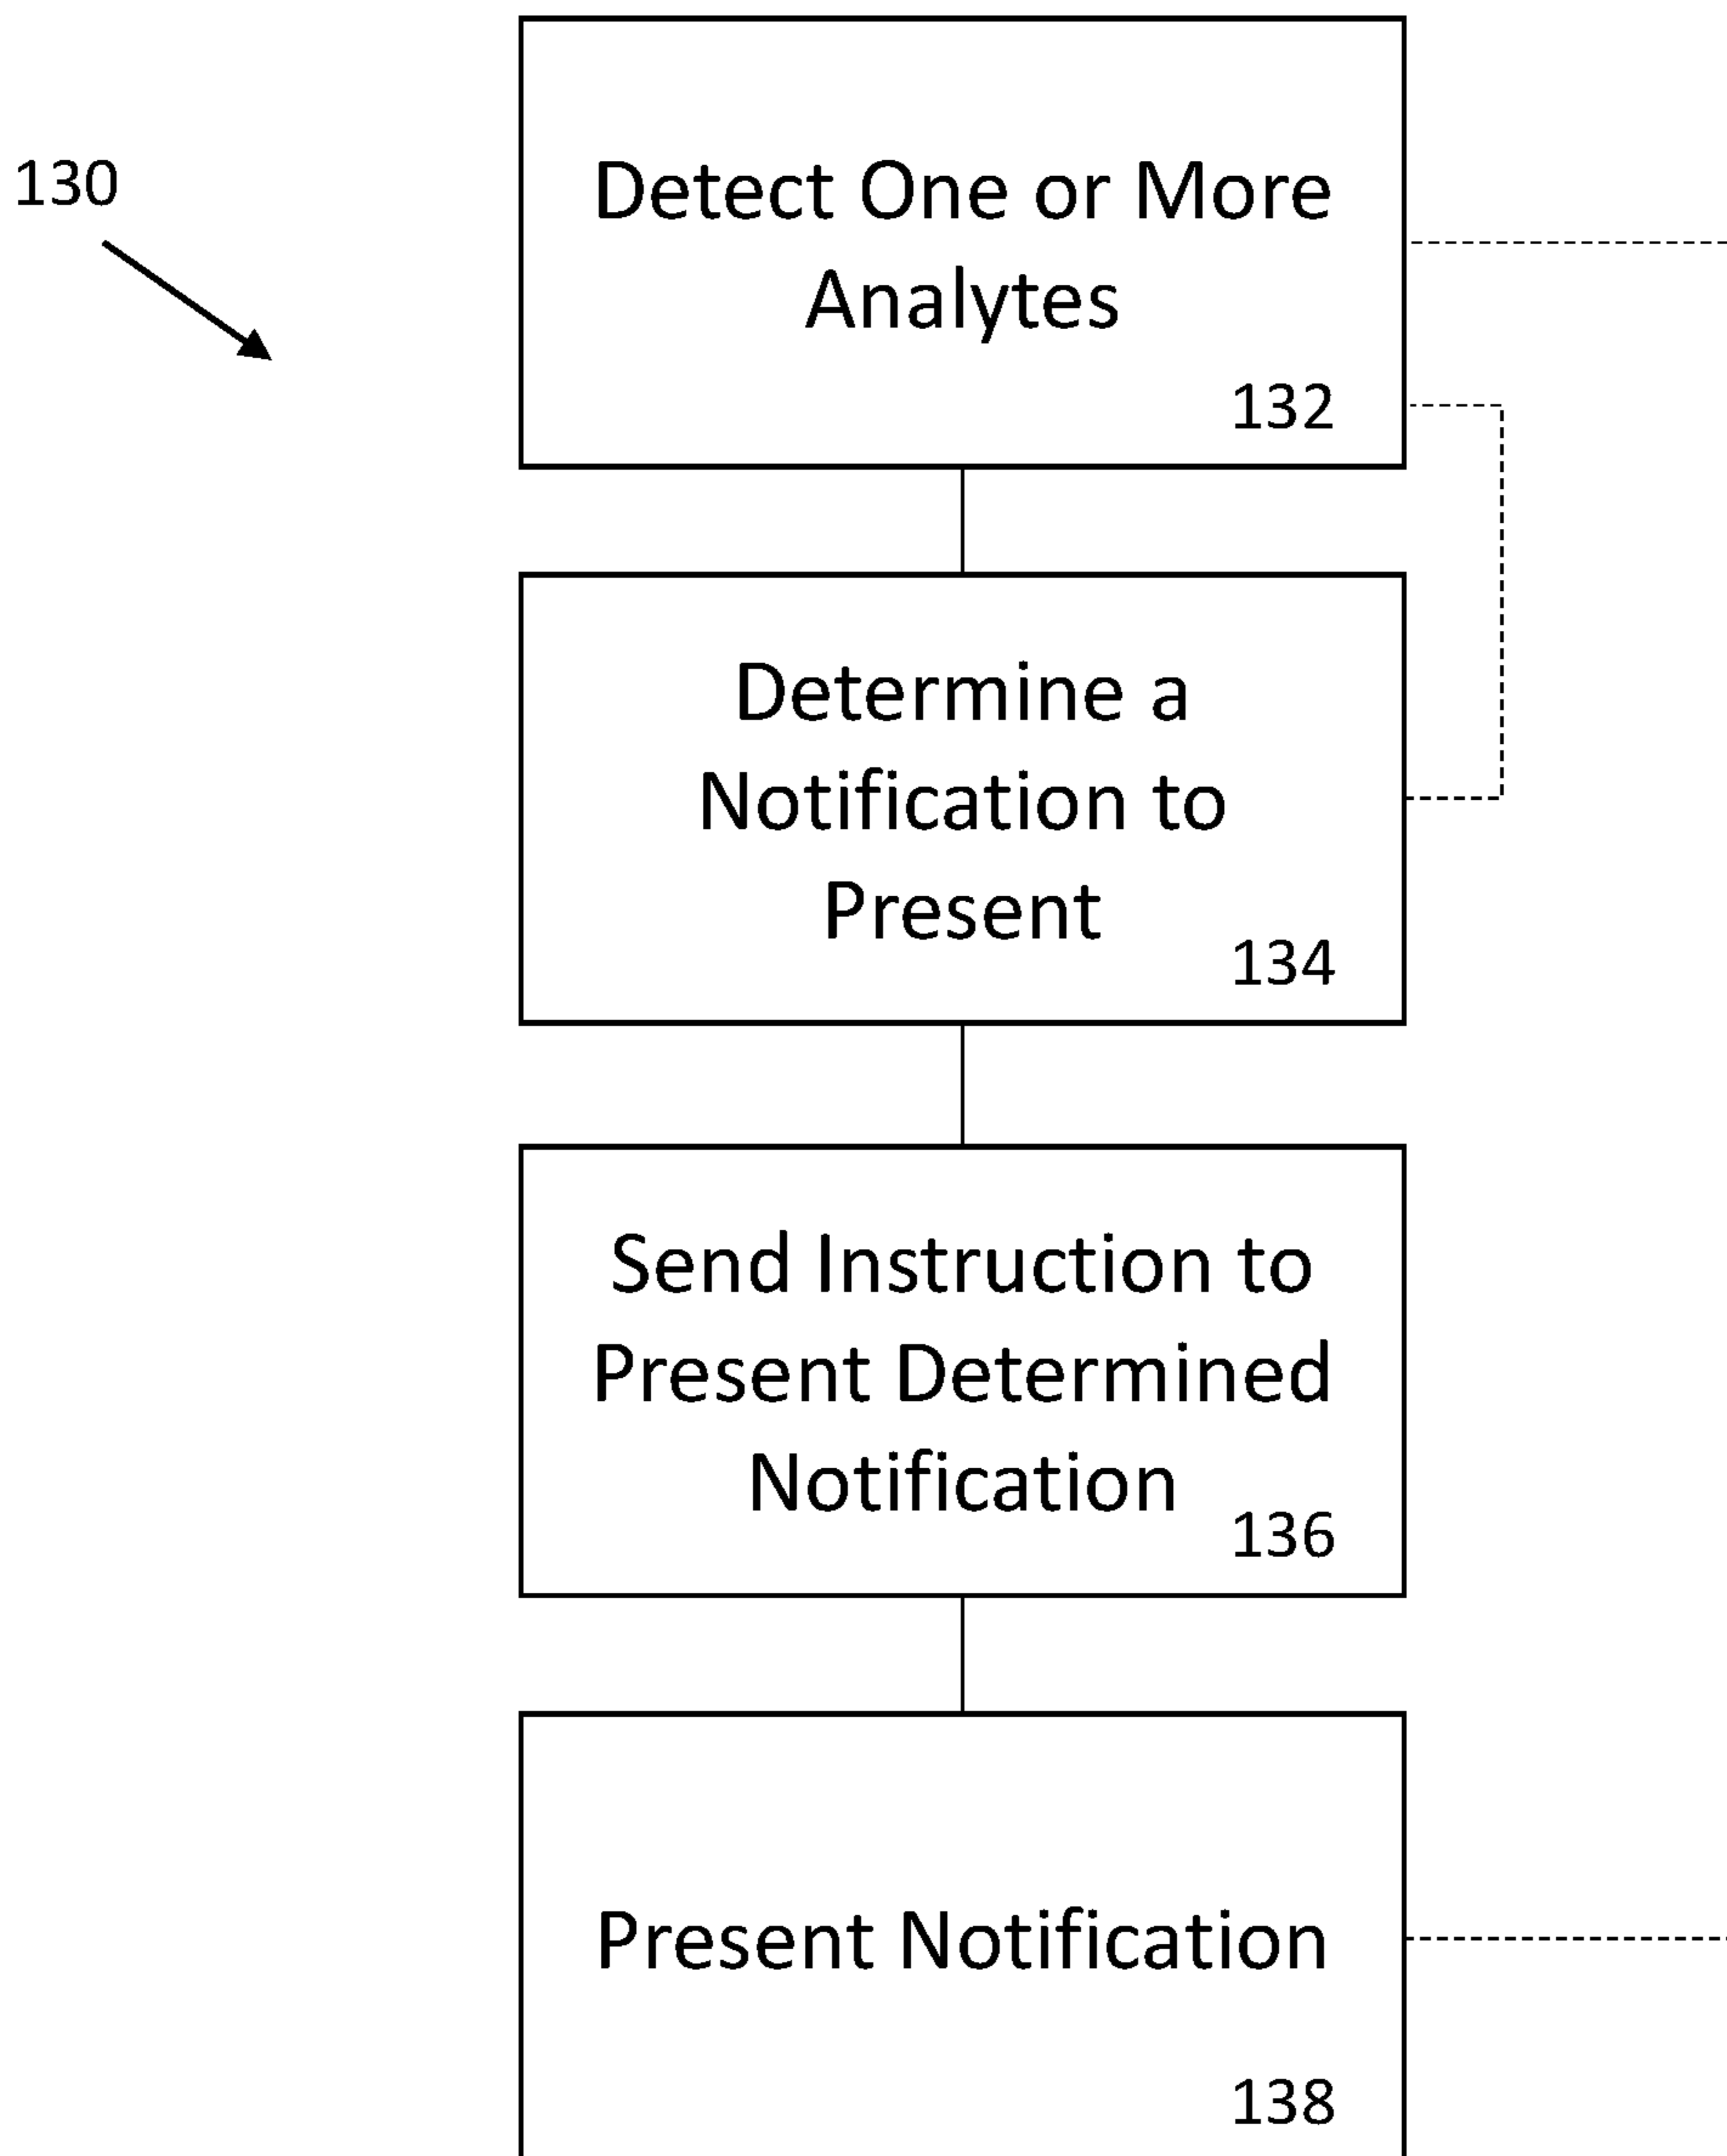 130
Detect One or More
Analytes
132
Determine a
Notification to
Present
134
Send Instruction to
Present Determined
Notification
136
Present Notification
138